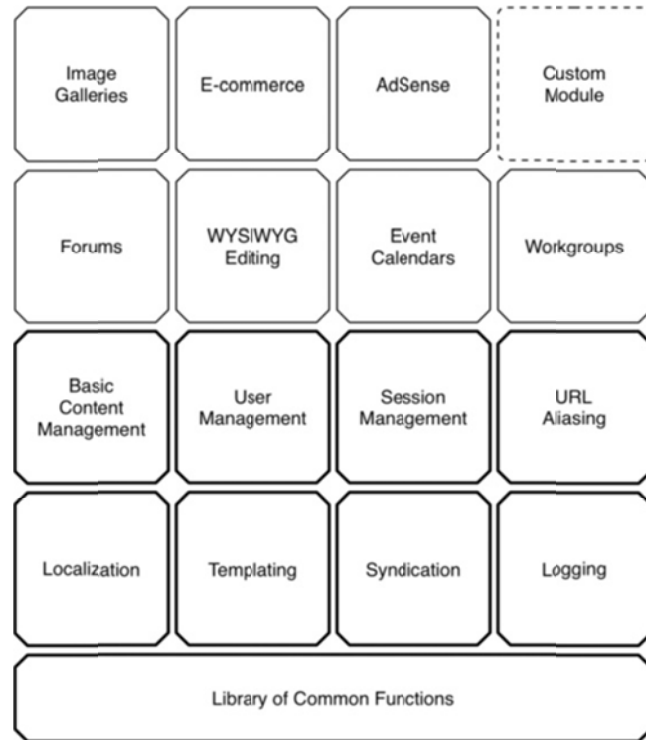 Image
Galleries
E-commerce
AdSense
Custom
Module
Forums
WYSIWYG
Editing
Event
Calendars
Workgroups
Basic
Content
Management
User
Management
Session
Management
URL
Aliasing
Localization
Templating
Syndication
Logging
Library of Common Functions